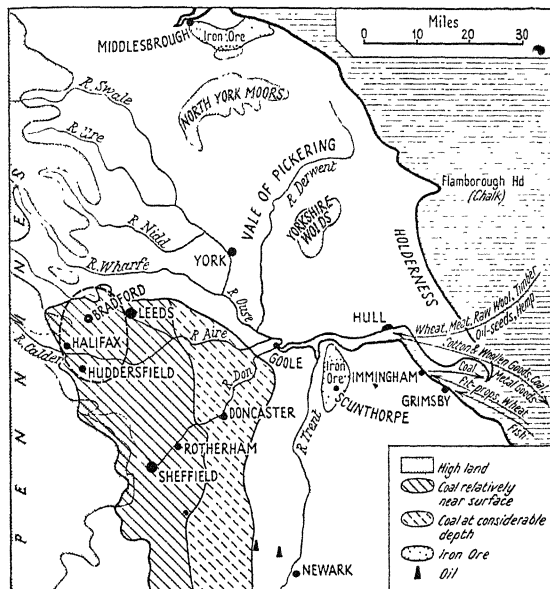 Miles
0 10 20 30
MIDDLESBROUGH
Iron Ore
R. Swale
NORTH YORK MOORS
R. Ure
VALE OF PICKERING
R. Derwent
Flamborough Hd
(Chalk)
R. Nidd
YORKSHIRE
WOLDS
YORK
HOLDERNESS
R. Wharfe
R. Ouse
PENNINES
BRADFORD
LEEDS
HULL
Wheat, Meat, Raw Wool, Timber
Oil-seeds, Hemp
R. Aire
HALIFAX
GOOLE
Cotton & Woollen Goods, Coal
Metal Goods
Coal
R. Calder
HUDDERSFIELD
R. Don
Iron
Ore
IMMINGHAM
Pit-props, Wheat
GRIMSBY
Fish
SCUNTHORPE
DONCASTER
R. Trent
ROTHERHAM
SHEFFIELD
NEWARK
High land
Coal relatively
near surface
Coal at considerable
depth
Iron Ore
Oil